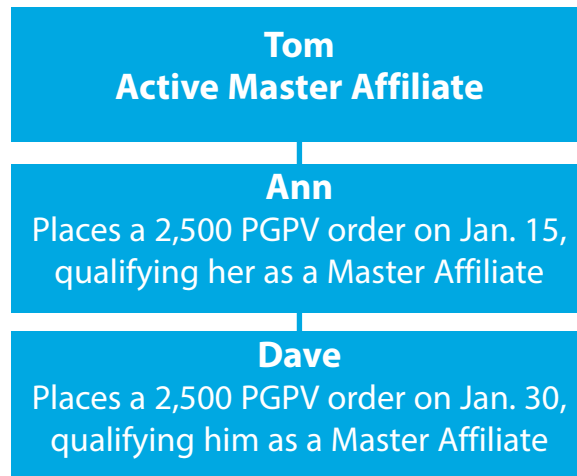 Tom
Active Master Affiliate
Ann
Places a 2,500 PGPV order on Jan. 15,
qualifying her as a Master Affiliate
Dave
Places a 2,500 PGPV order on Jan. 30,
qualifying him as a Master Affiliate